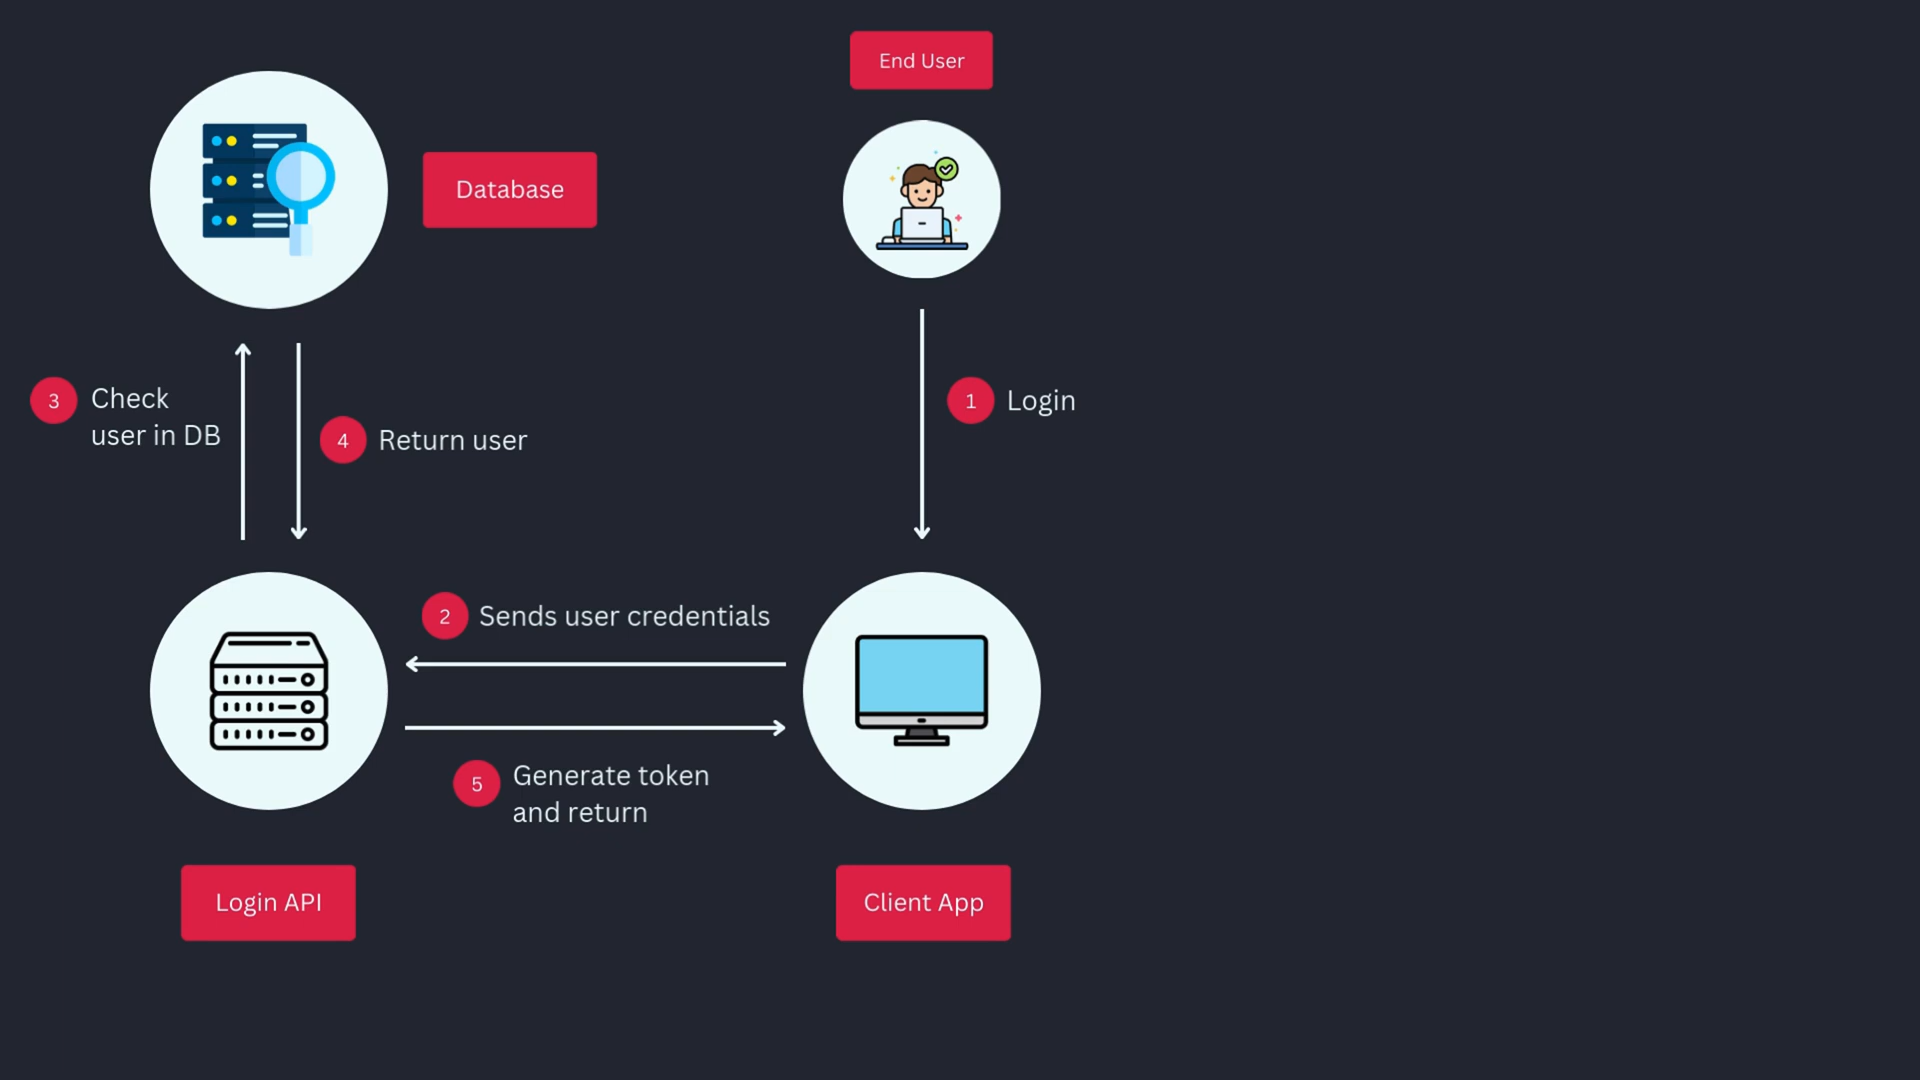 End User
Database
1
Login
3
Check
user in DB
4
Return user
2
Sends user credentials
5
Generate token
and return
Login API
Client App